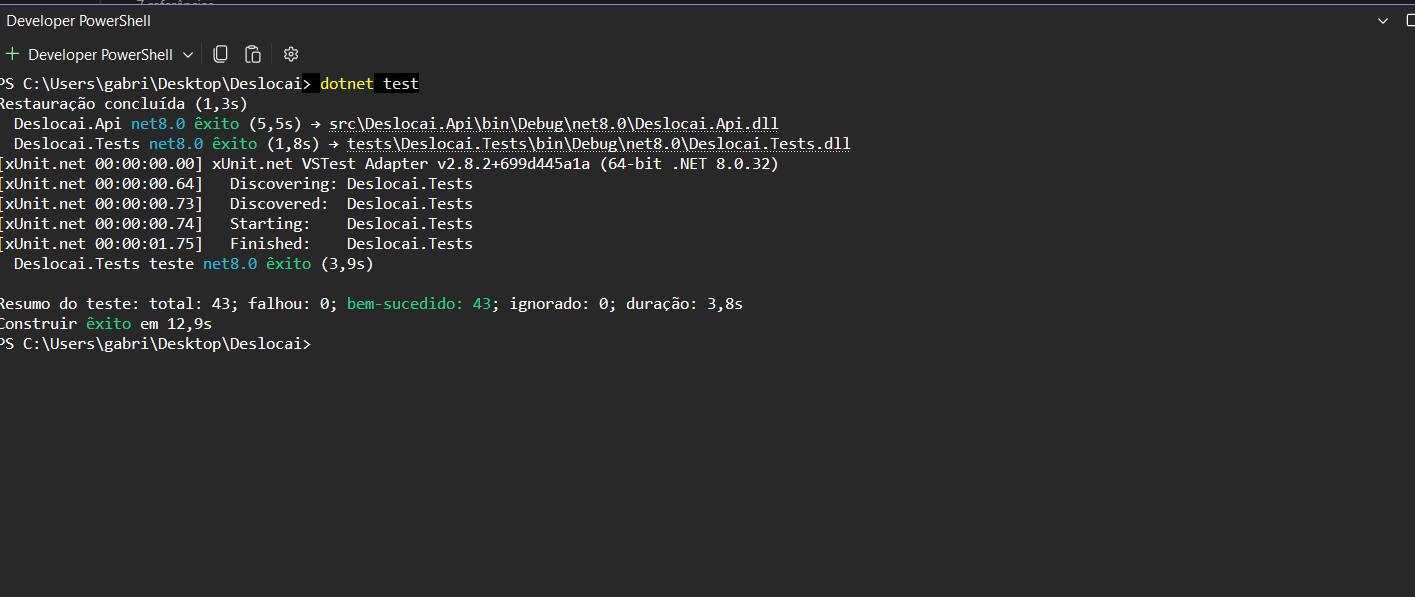 7 referências
Developer PowerShell
Developer PowerShell
PS C:\Users\gabri\Desktop\Deslocai> dotnet test
Restauração concluída (1,3s)
Deslocai.Api net8.0 êxito (5,5s) → src\Deslocai.Api\bin\Debug\net8.0\Deslocai.Api.dll
Deslocai.Tests net8.0 êxito (1,8s) → tests\Deslocai.Tests\bin\Debug\net8.0\Deslocai.Tests.dll
[xUnit.net 00:00:00.00] xUnit.net VSTest Adapter v2.8.2+699d445a1a (64-bit .NET 8.0.32)
[xUnit.net 00:00:00.64]   Discovering: Deslocai.Tests
[xUnit.net 00:00:00.73]   Discovered:  Deslocai.Tests
[xUnit.net 00:00:00.74]   Starting:    Deslocai.Tests
[xUnit.net 00:00:01.75]   Finished:    Deslocai.Tests
Deslocai.Tests teste net8.0 êxito (3,9s)
Resumo do teste: total: 43; falhou: 0; bem-sucedido: 43; ignorado: 0; duração: 3,8s
Construir êxito em 12,9s
PS C:\Users\gabri\Desktop\Deslocai>